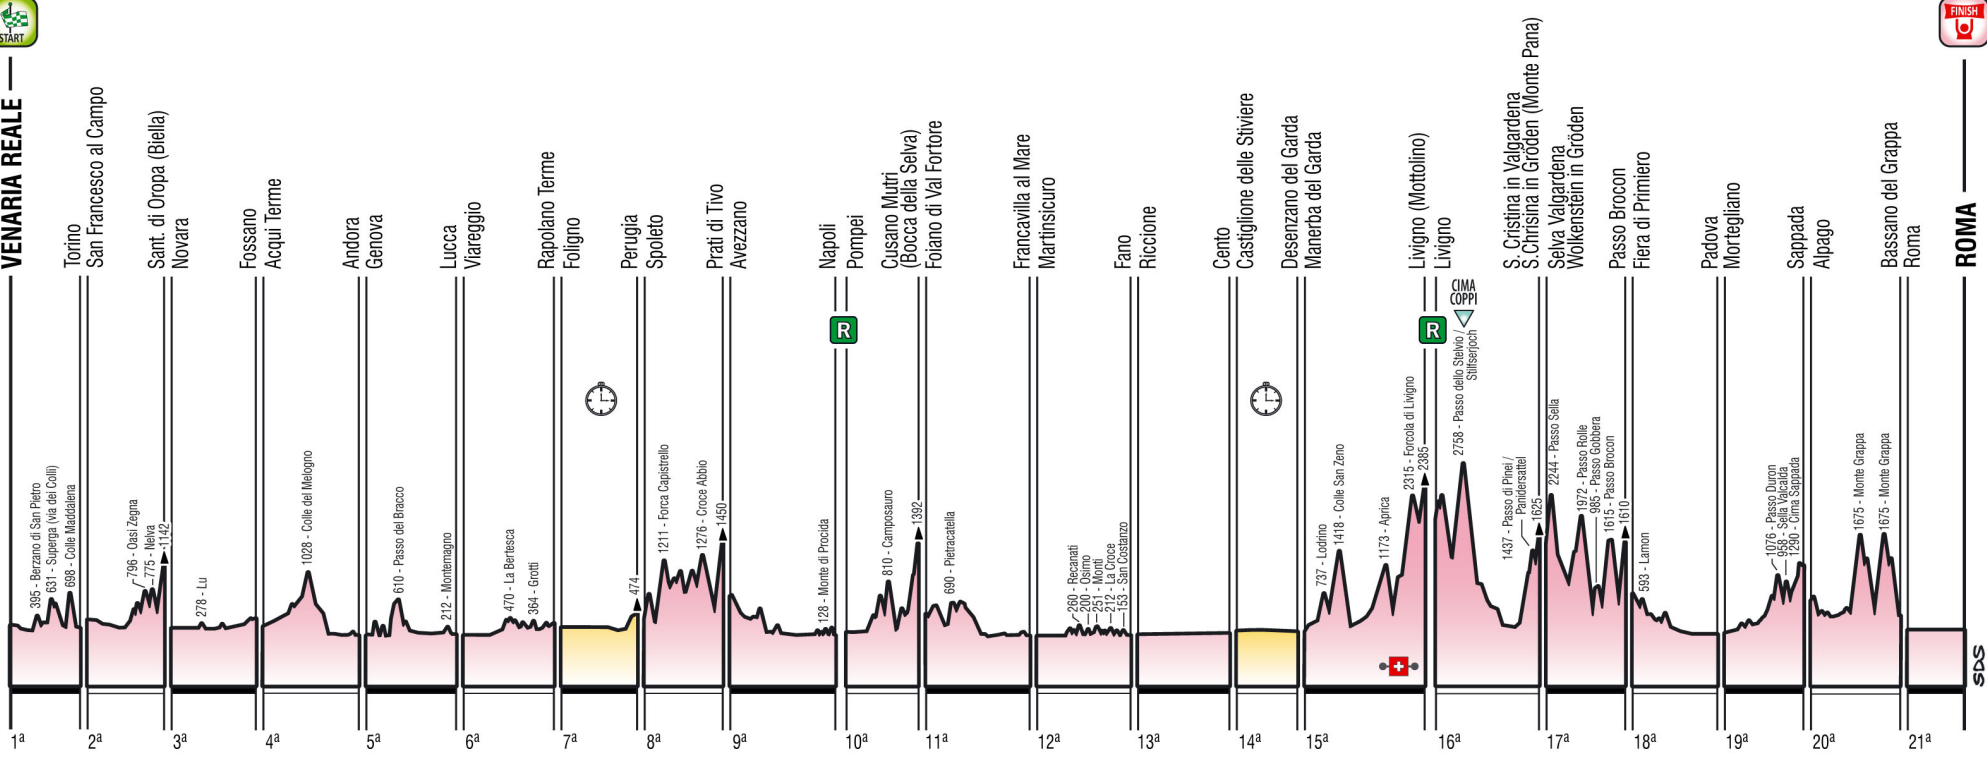 START
FINISH
VENARIA REALE
Torino
San Francesco al Campo
Sant. di Oropa (Biella)
Novara
Fossano
Acqui Terme
Andora
Genova
Lucca
Viareggio
Rapolano Terme
Foligno
Perugia
Spoleto
Prati di Tivo
Avezzano
Napoli
Pompei
Cusano Mutri
(Bocca della Selva)
Foiano di Val Fortore
Francavilla al Mare
Martinsicuro
Fano
Riccione
Cento
Castiglione delle Stiviere
Desenzano del Garda
Manerba del Garda
Livigno (Mottolino)
Livigno
S. Cristina in Valgardena
S.Chrisina in Gröden (Monte Pana)
Selva Valgardena
Wolkenstein in Gröden
Passo Brocon
Fiera di Primiero
Padova
Mortegliano
Sappada
Alpago
Bassano del Grappa
Roma
ROMA
R
R
CIMA
COPPI
395 - Berzano di San Pietro
631 - Superga (via dei Colli)
698 - Colle Maddalena
796 - Oasi Zegna
775 - Nelva
1142
278 - Lu
1028 - Colle del Melogno
610 - Passo del Bracco
212 - Montemagno
470 - La Bertesca
364 - Grotti
474
1211 - Forca Capistrello
1276 - Croce Abbio
1450
128 - Monte di Procida
810 - Camposauro
1392
690 - Pietracatella
260 - Recanati
200 - Osimo
251 - Monti
212 - La Croce
153 - San Costanzo
737 - Lodrino
1418 - Colle San Zeno
1173 - Aprica
2315 - Forcola di Livigno
2385
2758 - Passo dello Stelvio /
Stilfserjoch
1437 - Passo di Pinei /
Panidersattel
1625
2244 - Passo Sella
1972 - Passo Rolle
985 - Passo Gobbera
1615 - Passo Brocon
1610
593 - Lamon
1076 - Passo Duron
958 - Sella Valcalda
1290 - Cima Sappada
1675 - Monte Grappa
1675 - Monte Grappa
SDS
1ª
2ª
3ª
4ª
5ª
6ª
7ª
8ª
9ª
10ª
11ª
12ª
13ª
14ª
15ª
16ª
17ª
18ª
19ª
20ª
21ª